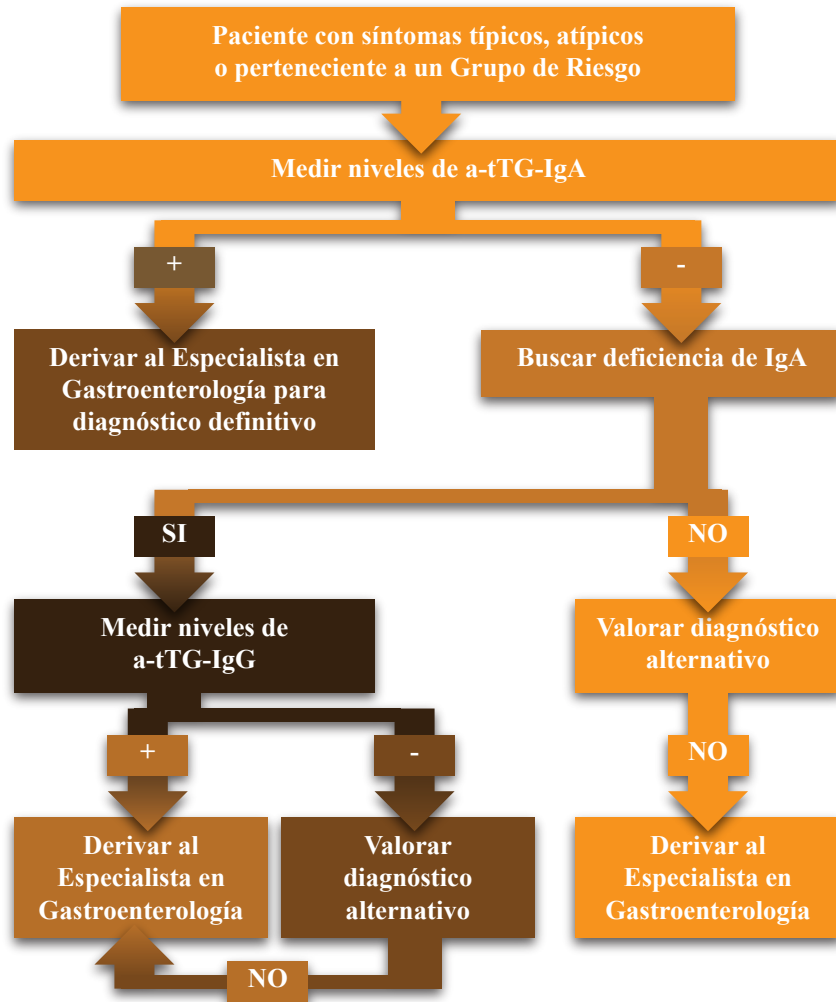 Paciente con síntomas típicos, atípicos
o perteneciente a un Grupo de Riesgo
Medir niveles de a-tTG-IgA
+
-
Derivar al Especialista en
Gastroenterología para
diagnóstico definitivo
Buscar deficiencia de IgA
SI
NO
Medir niveles de
a-tTG-IgG
Valorar diagnóstico
alternativo
+
-
NO
Derivar al
Especialista en
Gastroenterología
Valorar
diagnóstico
alternativo
Derivar al
Especialista en
Gastroenterología
NO